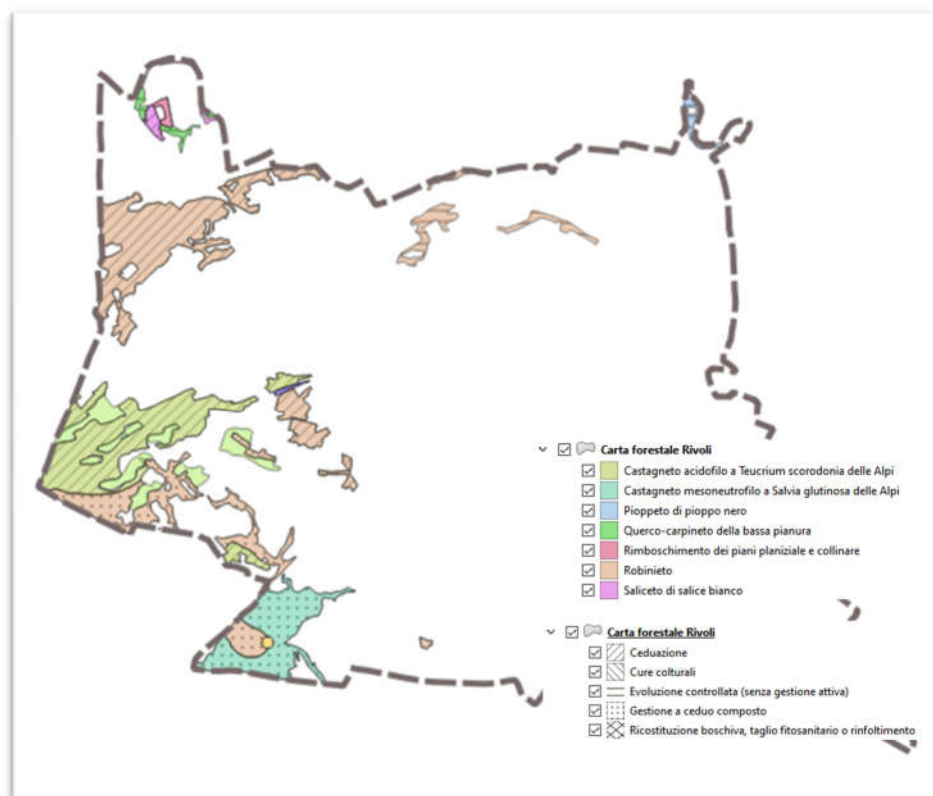 Carta forestale Rivoli
Castagneto acidofilo a Teucrium scorodonia delle Alpi
Castagneto mesoneutrofilo a Salvia glutinosa delle Alpi
Pioppeto di pioppo nero
Querco-carpineto della bassa pianura
Rimboschimento dei piani planiziale e collinare
Robinieto
Saliceto di salice bianco
Carta forestale Rivoli
Ceduazione
Cure colturali
Evoluzione controllata (senza gestione attiva)
Gestione a ceduo composto
Ricostituzione boschiva, taglio fitosanitario o rinfoltimento